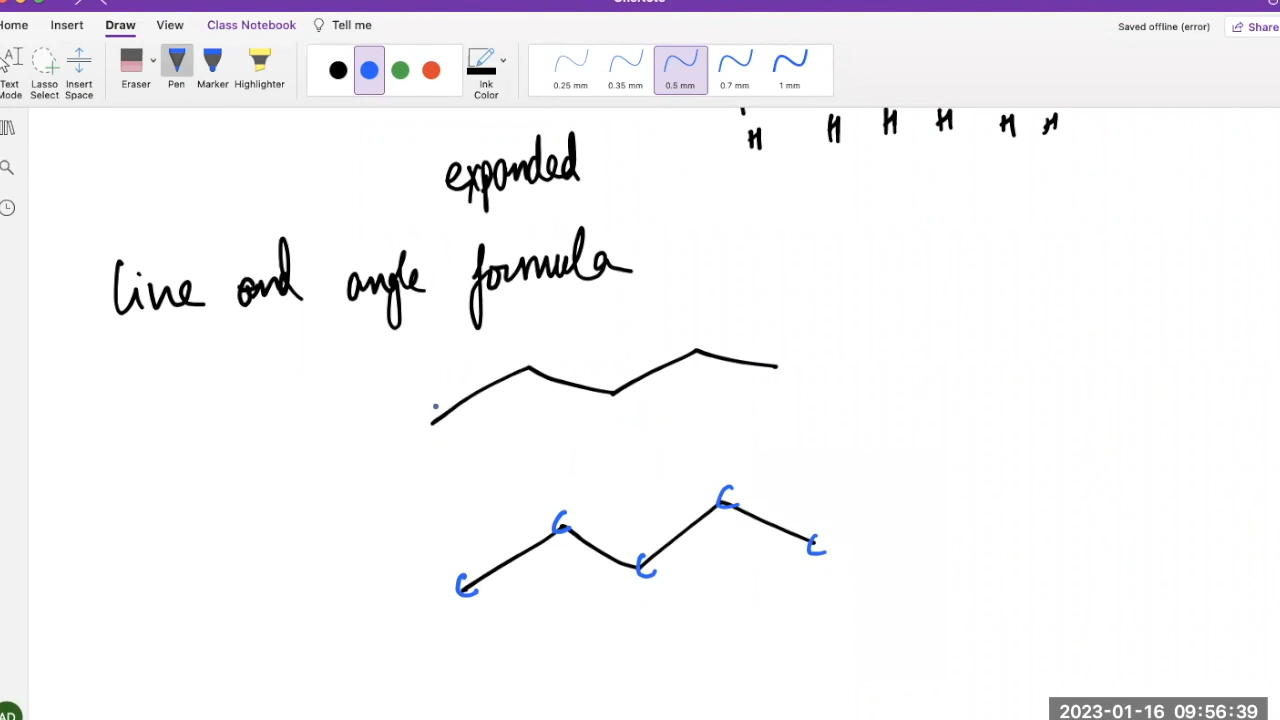 OneNote
Home Insert Draw View Class Notebook Tell me
Saved offline (error) Share
Text Mode Lasso Select Insert Space Eraser Pen Marker Highlighter Ink Color 0.25 mm 0.35 mm 0.5 mm 0.7 mm 1 mm
H H H H H H
expanded
line and angle formula
C C C C C
AD
2023-01-16 09:56:39